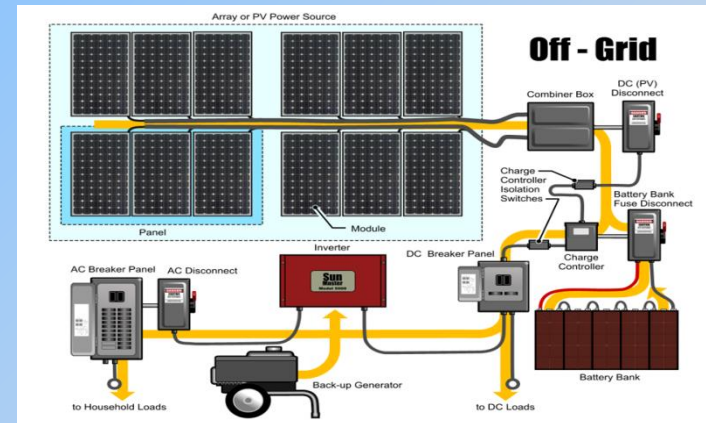 Array or PV Power Source
Off - Grid
DC (PV)
Disconnect
Combiner Box
Charge
Controller
Isolation
Switches
Battery Bank
Fuse Disconnect
Panel
Module
Inverter
DC Breaker Panel
Charge
Controller
AC Breaker Panel
AC Disconnect
Sun
Master
Back-up Generator
Battery Bank
to Household Loads
to DC Loads